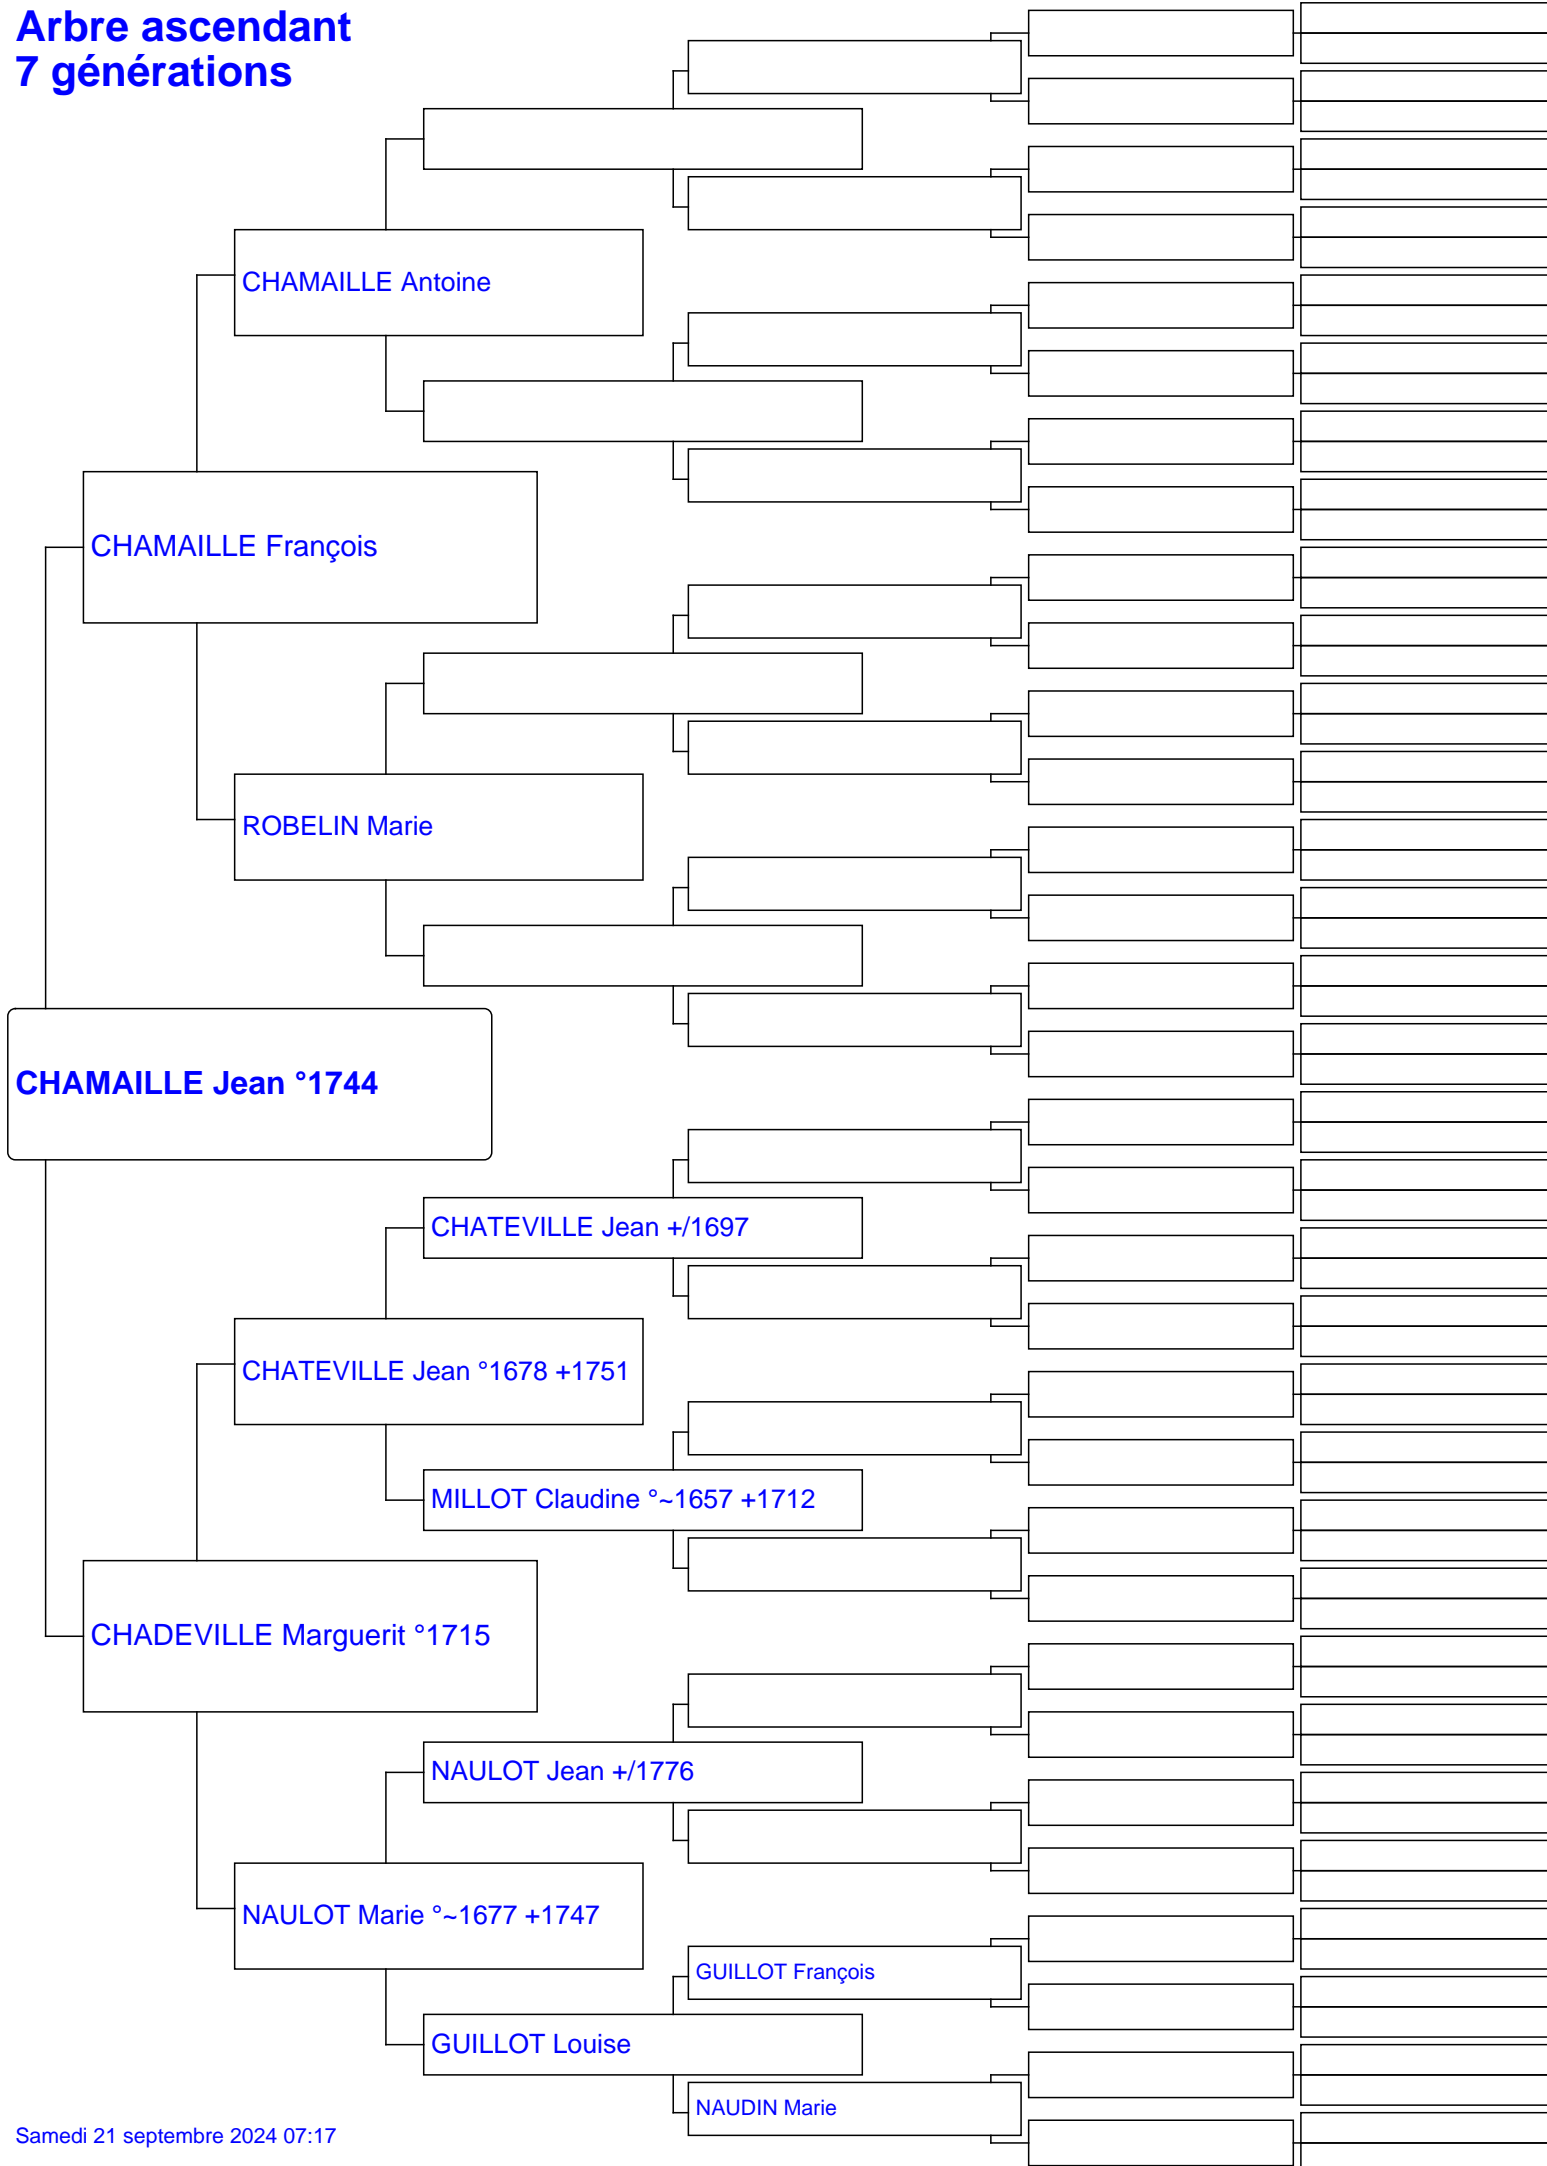 Arbre ascendant
7 générations
CHAMAILLE Antoine
CHAMAILLE François
ROBELIN Marie
CHAMAILLE Jean °1744
CHATEVILLE Jean +/1697
CHATEVILLE Jean °1678 +1751
MILLOT Claudine °~1657 +1712
CHADEVILLE Marguerit °1715
NAULOT Jean +/1776
NAULOT Marie °~1677 +1747
GUILLOT François
GUILLOT Louise
NAUDIN Marie
Samedi 21 septembre 2024 07:17